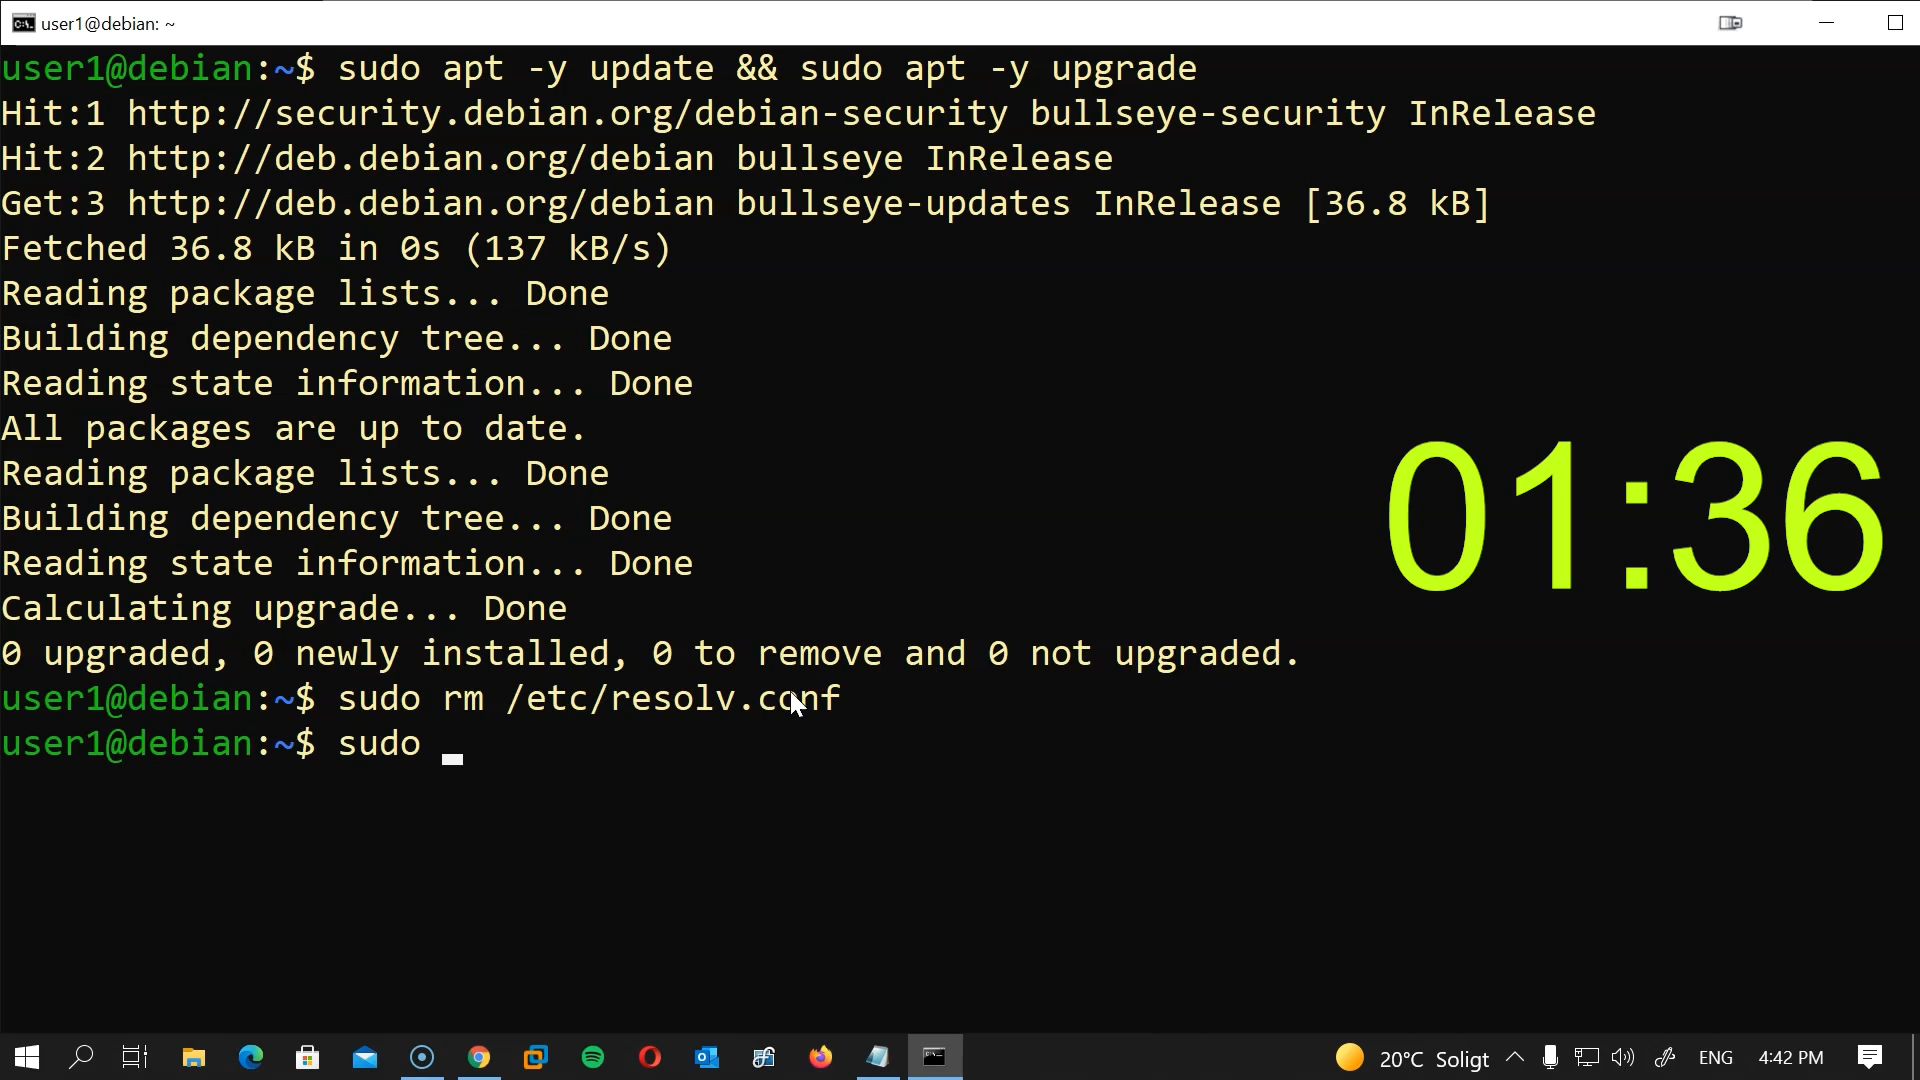 user1@debian: ~
user1@debian:~$ sudo apt -y update && sudo apt -y upgrade
Hit:1 http://security.debian.org/debian-security bullseye-security InRelease
Hit:2 http://deb.debian.org/debian bullseye InRelease
Get:3 http://deb.debian.org/debian bullseye-updates InRelease [36.8 kB]
Fetched 36.8 kB in 0s (137 kB/s)
Reading package lists... Done
Building dependency tree... Done
Reading state information... Done
All packages are up to date.
Reading package lists... Done
Building dependency tree... Done
Reading state information... Done
Calculating upgrade... Done
0 upgraded, 0 newly installed, 0 to remove and 0 not upgraded.
user1@debian:~$ sudo rm /etc/resolv.conf
user1@debian:~$ sudo
01:36
20°C Soligt ENG 4:42 PM